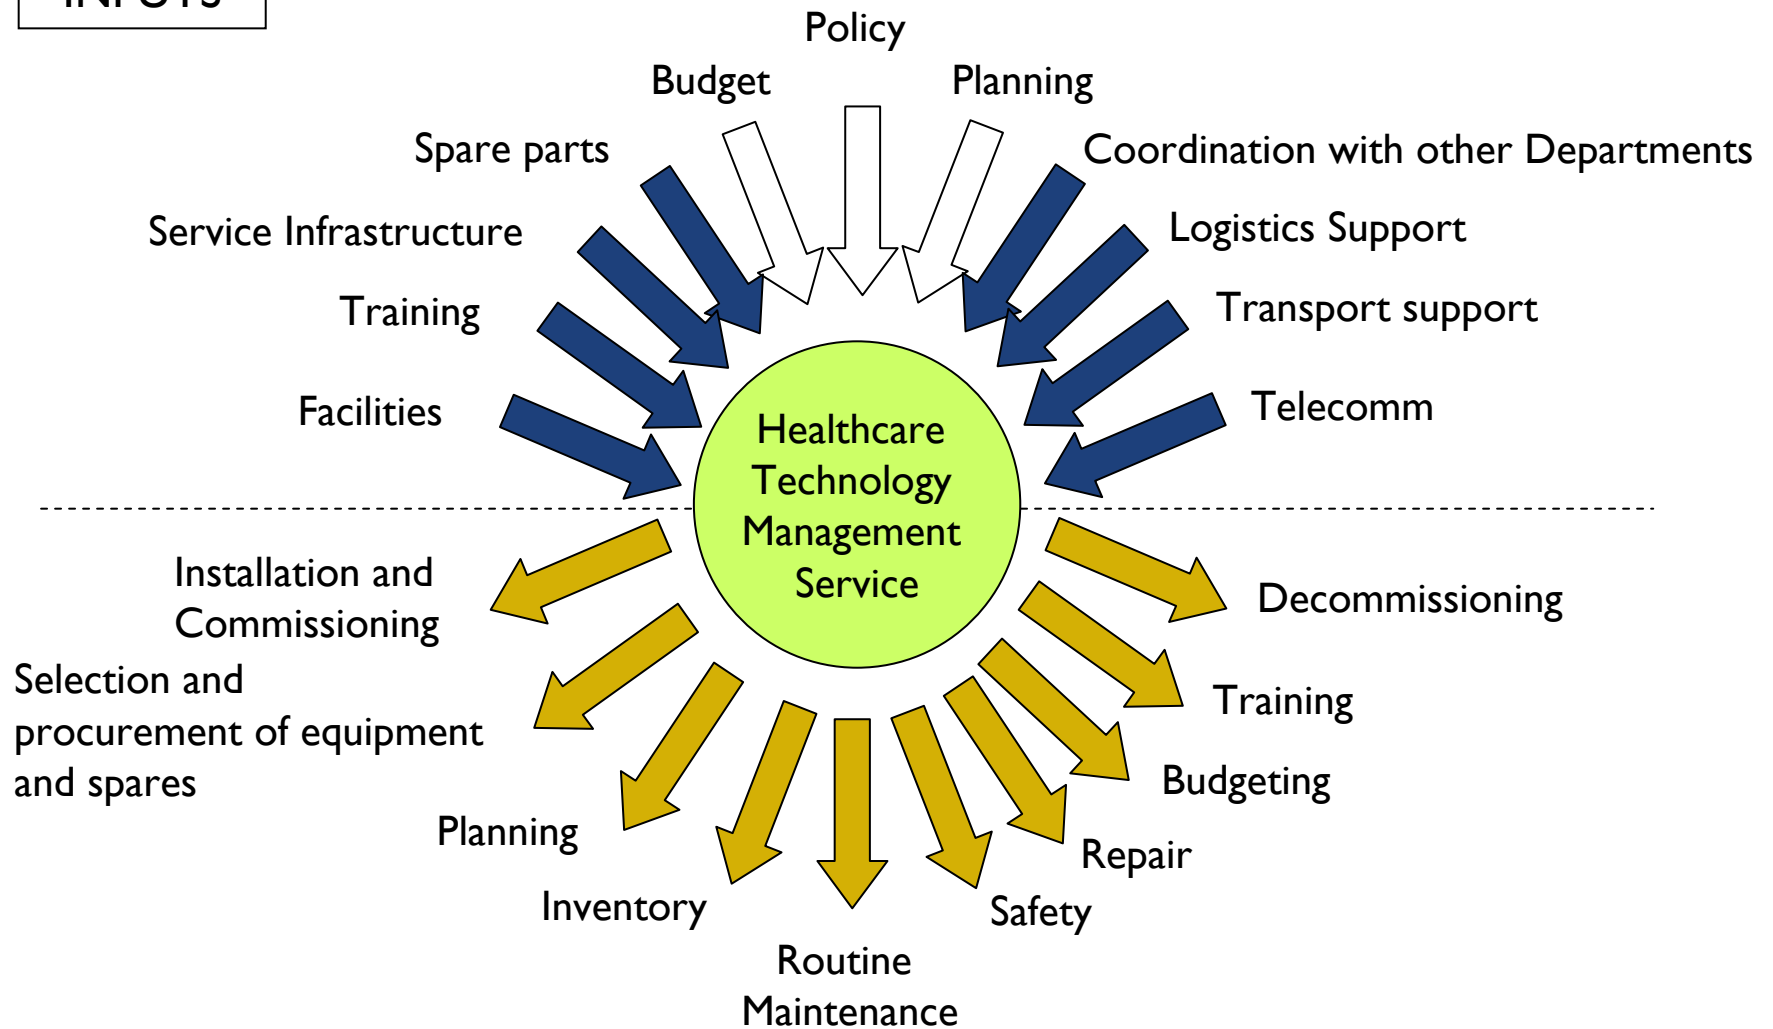 INPUTS
Policy
Budget
Planning
Spare parts
Coordination with other Departments
Service Infrastructure
Logistics Support
Training
Transport support
Facilities
Telecomm
Healthcare
Technology
Management
Service
Installation and
Commissioning
Decommissioning
Selection and
procurement of equipment
and spares
Training
Budgeting
Planning
Repair
Inventory
Safety
Routine
Maintenance